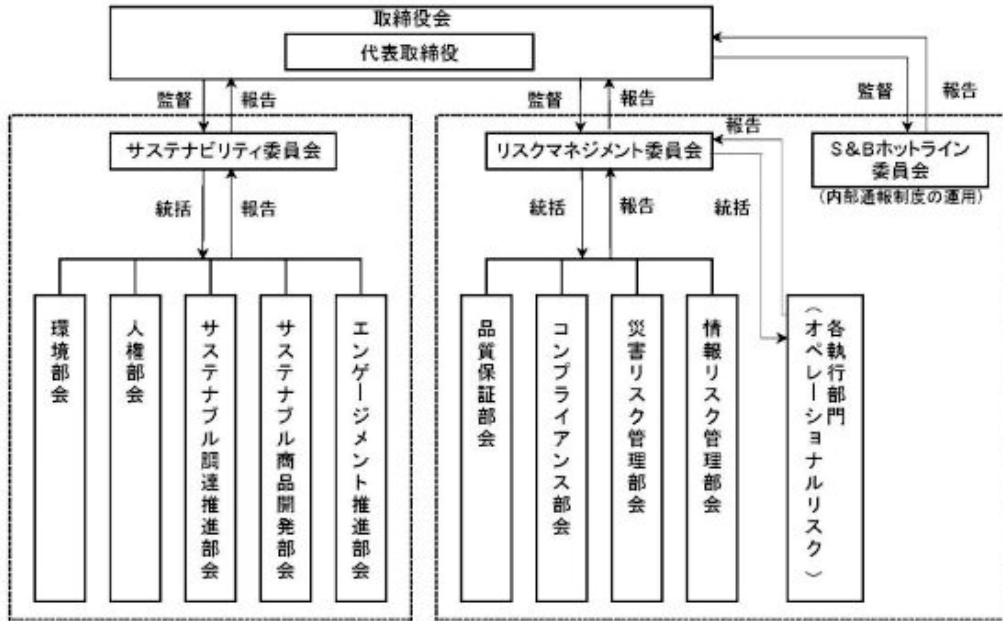 取締役会
代表取締役
監督
報告
監督
報告
監督
報告
サステナビリティ委員会
リスクマネジメント委員会
報告
S&Bホットライン
委員会
(内部通報制度の運用)
統括
報告
統括
報告
統括
環境部会
人権部会
サステナブル調達推進部会
サステナブル商品開発部会
エンゲージメント推進部会
品質保証部会
コンプライアンス部会
災害リスク管理部会
情報リスク管理部会
各執行部門
(オペレーショナルリスク)